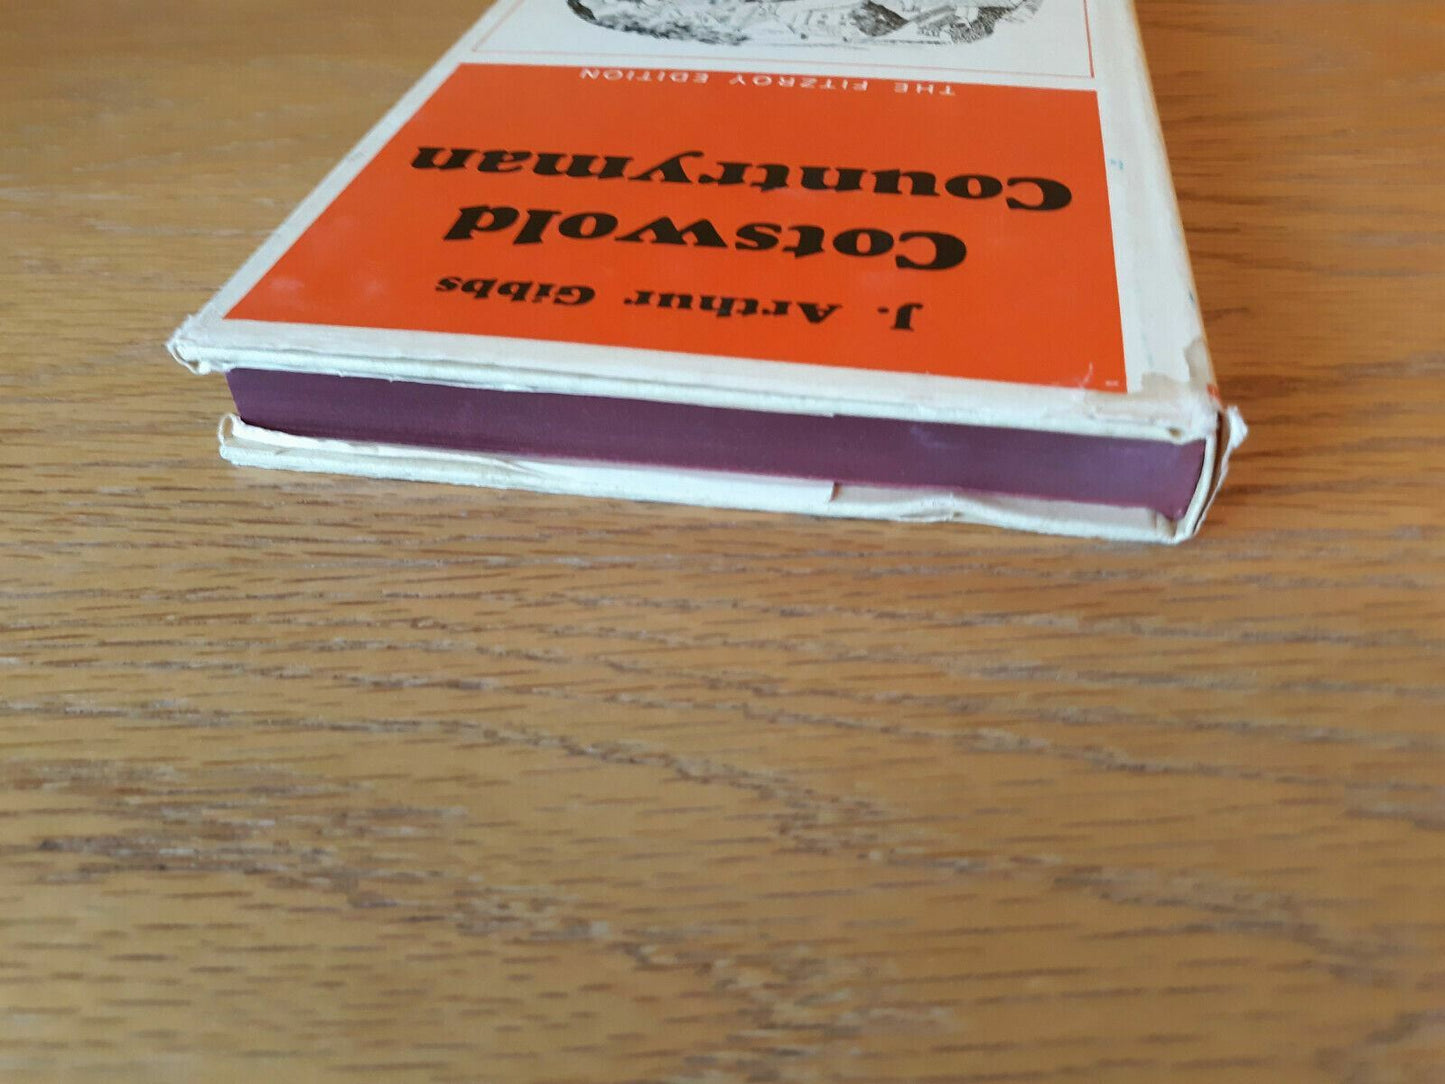 J. Arthur Gibbs
Cotswold
Countryman
THE FITZROY EDITION